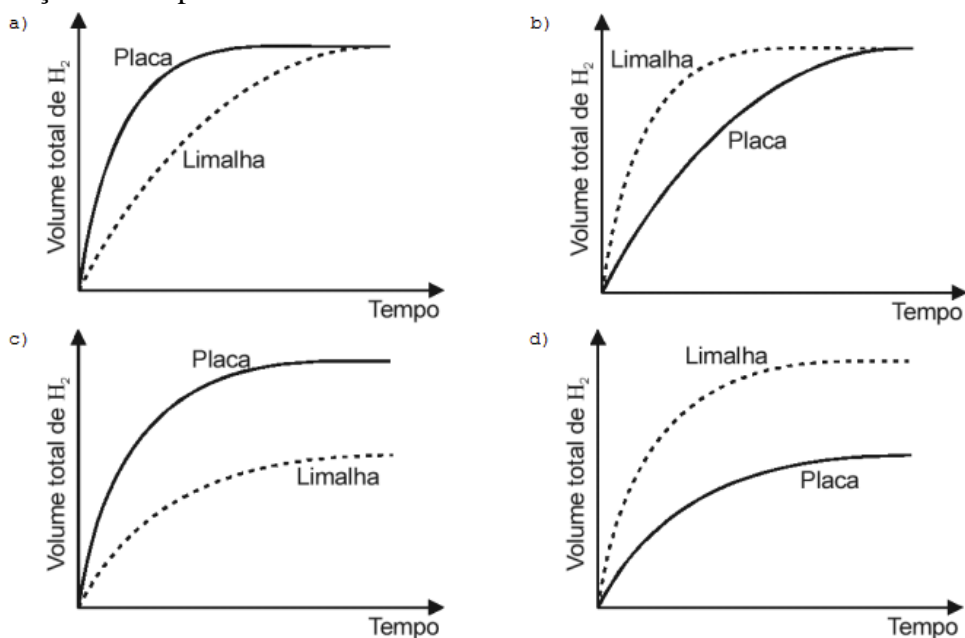 a)
Placa
Limalha
Volume total de H₂
Tempo
b)
Limalha
Placa
Volume total de H₂
Tempo
c)
Placa
Limalha
Volume total de H₂
Tempo
d)
Limalha
Placa
Volume total de H₂
Tempo